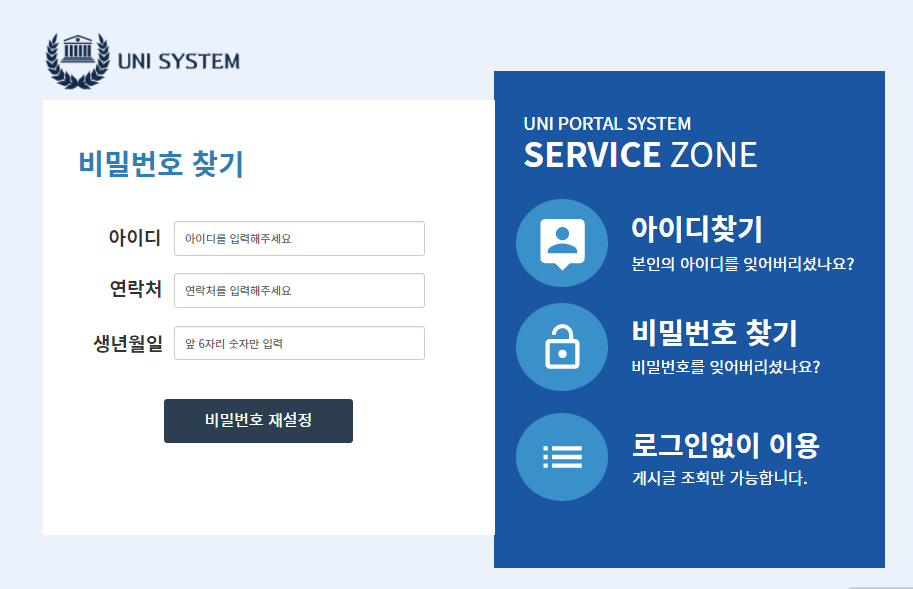 UNI SYSTEM
비밀번호 찾기
아이디
아이디를 입력해주세요
연락처
연락처를 입력해주세요
생년월일
앞 6자리 숫자만 입력
비밀번호 재설정
UNI PORTAL SYSTEM
SERVICE ZONE
아이디찾기
본인의 아이디를 잊어버리셨나요?
비밀번호 찾기
비밀번호를 잊어버리셨나요?
로그인없이 이용
게시글 조회만 가능합니다.